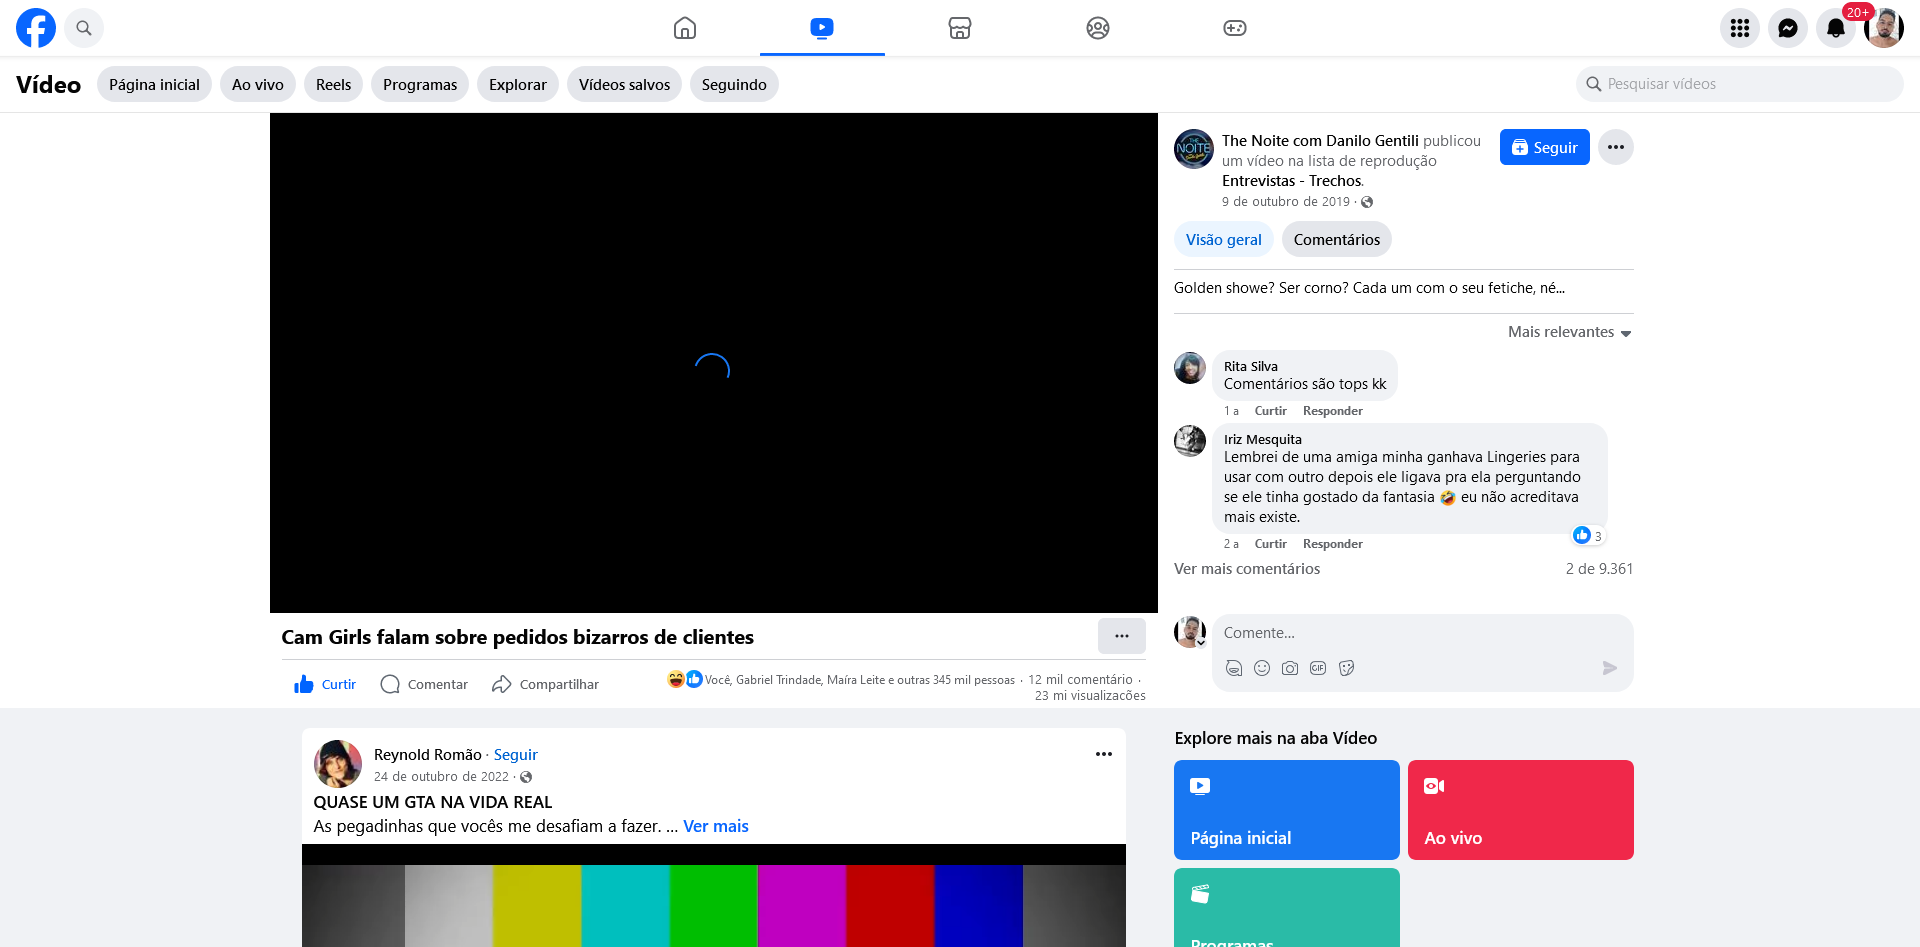 20+
Vídeo
Página inicial
Ao vivo
Reels
Programas
Explorar
Vídeos salvos
Seguindo
Pesquisar vídeos
THE NOITE
The Noite com Danilo Gentili publicou
um vídeo na lista de reprodução
Entrevistas - Trechos.
9 de outubro de 2019 ·
Seguir
Visão geral
Comentários
Golden showe? Ser corno? Cada um com o seu fetiche, né...
Mais relevantes
Rita Silva
Comentários são tops kk
1 a Curtir Responder
Iriz Mesquita
Lembrei de uma amiga minha ganhava Lingeries para
usar com outro depois ele ligava pra ela perguntando
se ele tinha gostado da fantasia 🤣 eu não acreditava
mais existe.
3
2 a Curtir Responder
Ver mais comentários
2 de 9.361
Comente...
GIF
Cam Girls falam sobre pedidos bizarros de clientes
Curtir
Comentar
Compartilhar
Você, Gabriel Trindade, Maíra Leite e outras 345 mil pessoas · 12 mil comentário ·
23 mi visualizacões
Reynold Romão · Seguir
24 de outubro de 2022 ·
QUASE UM GTA NA VIDA REAL
As pegadinhas que vocês me desafiam a fazer. ... Ver mais
Explore mais na aba Vídeo
Página inicial
Ao vivo
Programas